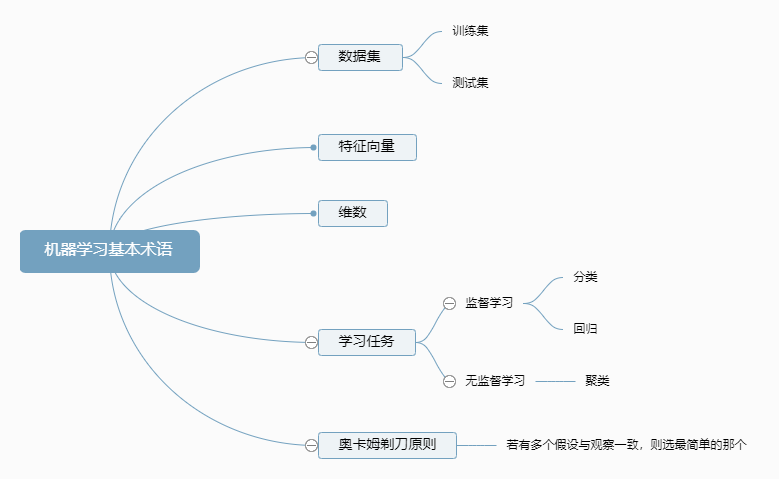 机器学习基本术语
数据集
训练集
测试集
特征向量
维数
学习任务
监督学习
分类
回归
无监督学习
聚类
奥卡姆剃刀原则
若有多个假设与观察一致，则选最简单的那个